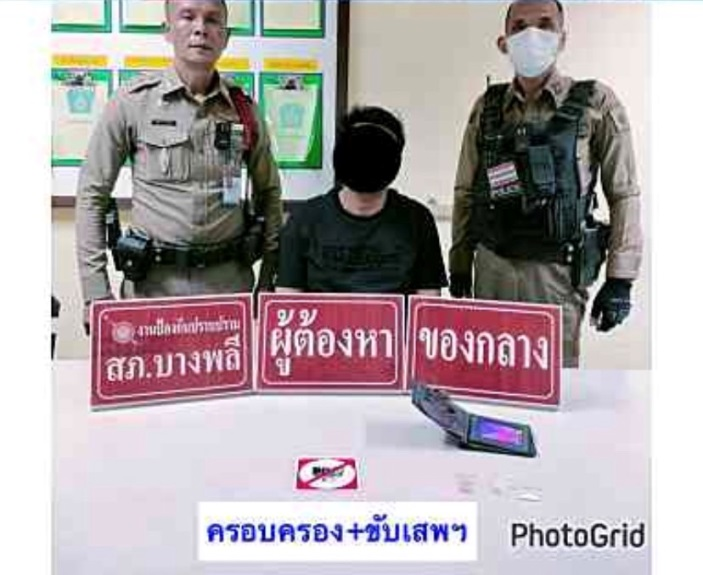 POLICE
งานป้องกันปราบปราม
สภ.บางพลี
ผู้ต้องหา
ของกลาง
ครอบครอง+ขับเสพฯ
PhotoGrid